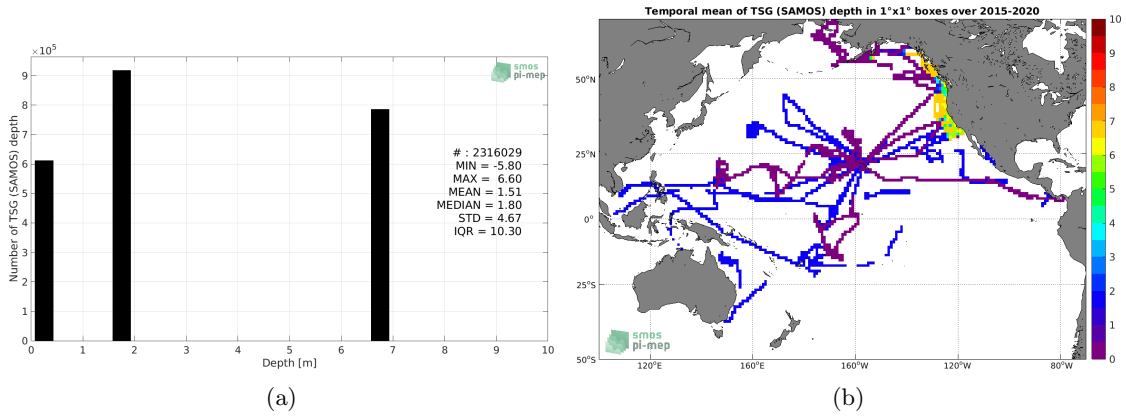 ×10⁵
9
8
7
6
5
4
3
2
1
0
Number of TSG (SAMOS) depth
smos
pi-mep
# : 2316029
MIN = -5.80
MAX = 6.60
MEAN = 1.51
MEDIAN = 1.80
STD = 4.67
IQR = 10.30
0 1 2 3 4 5 6 7 8 9 10
Depth [m]
(a)
Temporal mean of TSG (SAMOS) depth in 1°x1° boxes over 2015-2020
50°N
25°N
0°
25°S
50°S
smos
pi-mep
120°E 160°E 160°W 120°W 80°W
10
9
8
7
6
5
4
3
2
1
0
(b)